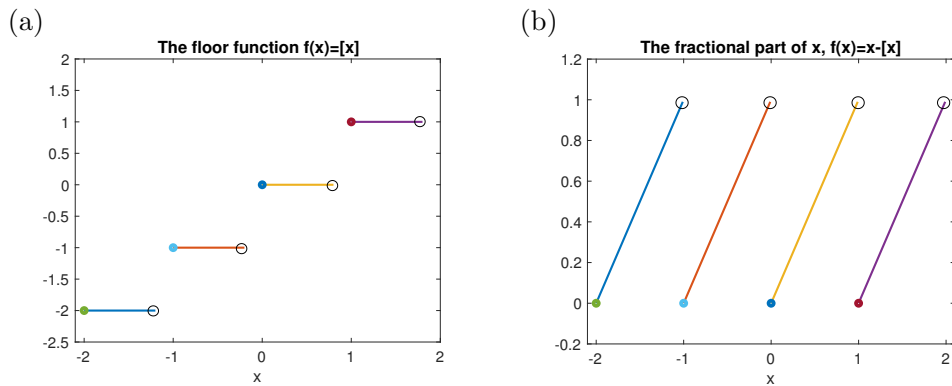 (a)
The floor function f(x)=[x]
2
1.5
1
0.5
0
-0.5
-1
-1.5
-2
-2.5
-2 -1 0 1 2
x
(b)
The fractional part of x, f(x)=x-[x]
1.2
1
0.8
0.6
0.4
0.2
0
-0.2
-2 -1 0 1 2
x